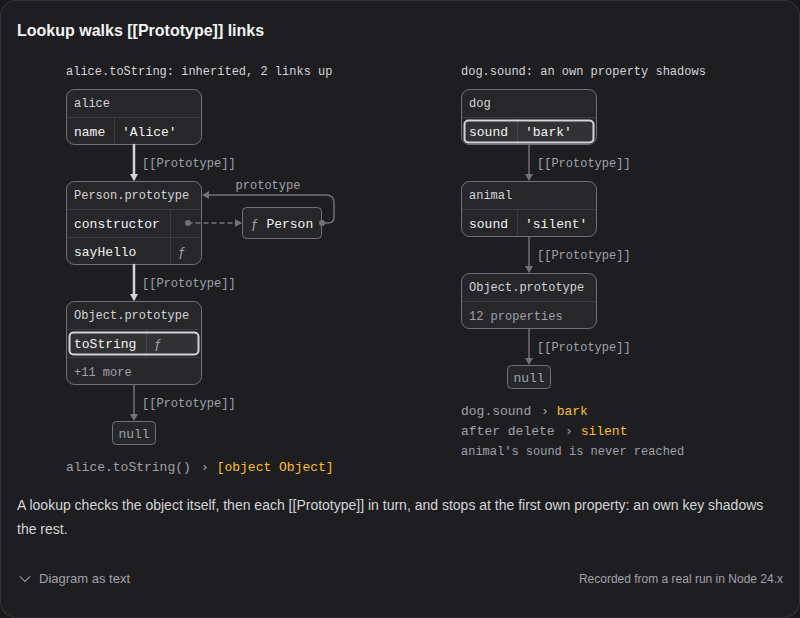 Lookup walks [[Prototype]] links
alice.toString: inherited, 2 links up
alice
name 'Alice'
[[Prototype]]
Person.prototype
prototype
constructor
ƒ Person
sayHello ƒ
[[Prototype]]
Object.prototype
toString ƒ
+11 more
[[Prototype]]
null
alice.toString() › [object Object]
dog.sound: an own property shadows
dog
sound 'bark'
[[Prototype]]
animal
sound 'silent'
[[Prototype]]
Object.prototype
12 properties
[[Prototype]]
null
dog.sound › bark
after delete › silent
animal's sound is never reached
A lookup checks the object itself, then each [[Prototype]] in turn, and stops at the first own property: an own key shadows
the rest.
Diagram as text
Recorded from a real run in Node 24.x